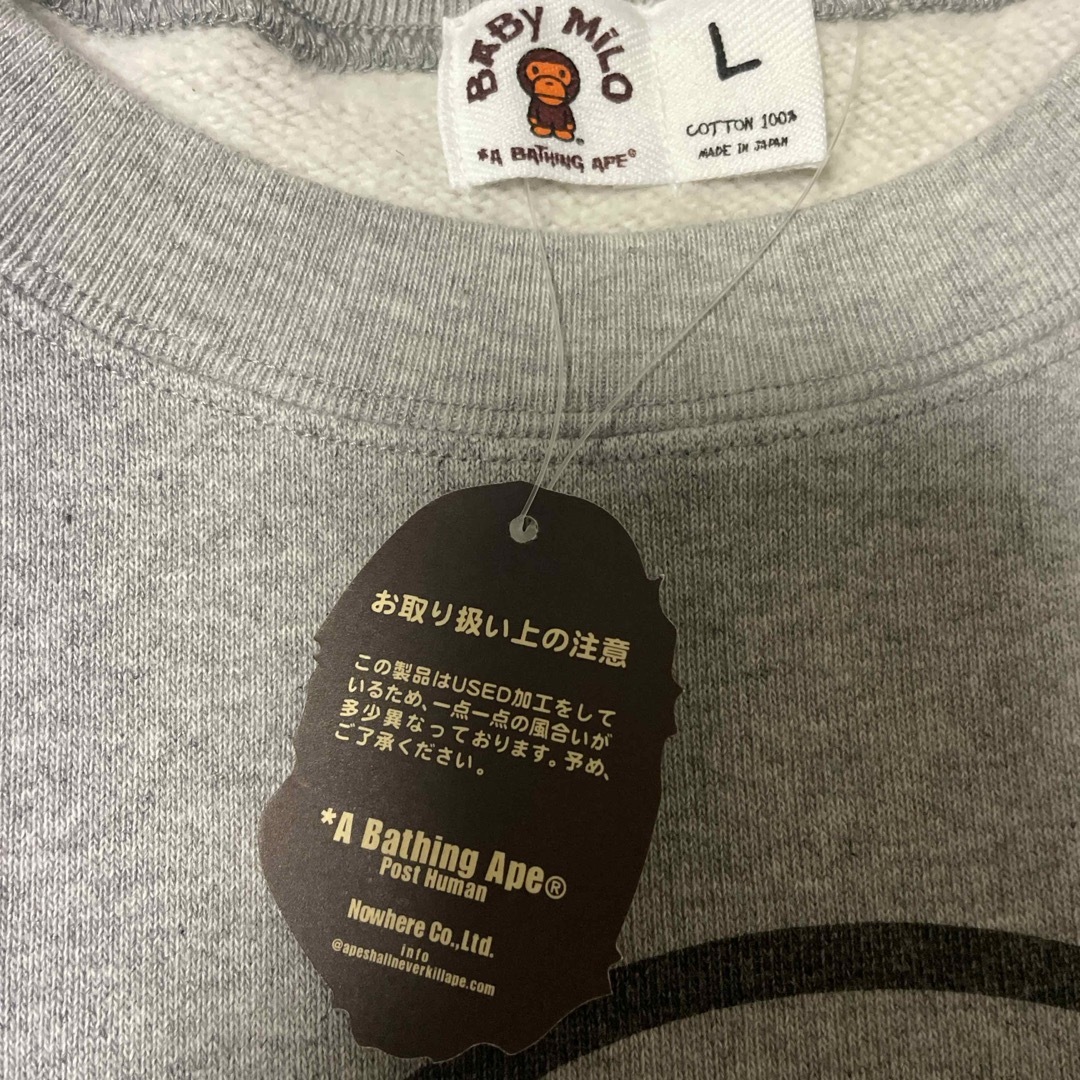 BABY MiLO
*A BATHING APE®
L
COTTON 100%
MADE IN JAPAN
お取り扱い上の注意
この製品はUSED加工をして
いるため、一点一点の風合いが
多少異なっております。予め、
ご了承ください。
*A Bathing Ape®
Post Human
Nowhere Co.,Ltd.
info
@apeshallneverkillape.com